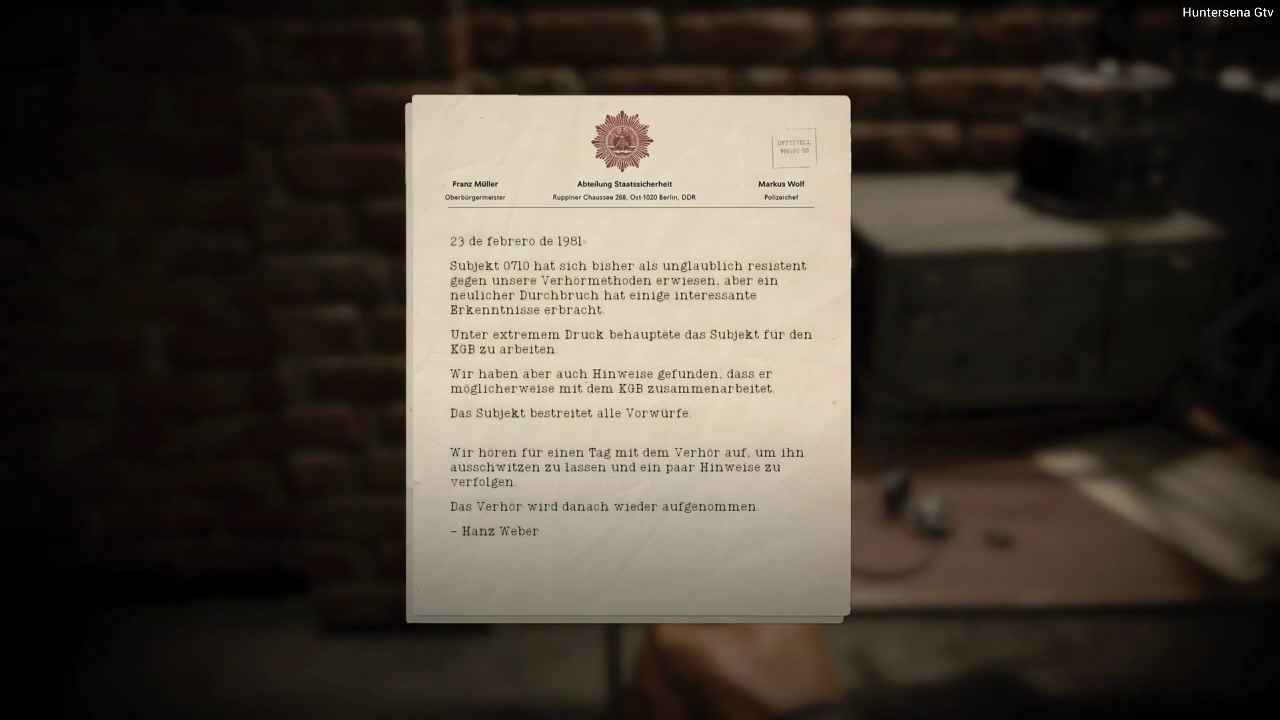 Huntersena Gtv
OFFIZIELL
Franz Müller
Oberbürgermeister
Abteilung Staatssicherheit
Ruppiner Chaussee 268, Ost-1020 Berlin, DDR
Markus Wolf
Polizeichef
23 de febrero de 1981
Subjekt 0710 hat sich bisher als unglaublich resistent
gegen unsere Verhörmethoden erwiesen, aber ein
neulicher Durchbruch hat einige interessante
Erkenntnisse erbracht.
Unter extremem Druck behauptete das Subjekt für den
KGB zu arbeiten.
Wir haben aber auch Hinweise gefunden, dass er
möglicherweise mit dem KGB zusammenarbeitet.
Das Subjekt bestreitet alle Vorwürfe.
Wir hören für einen Tag mit dem Verhör auf, um ihn
ausschwitzen zu lassen und ein paar Hinweise zu
verfolgen.
Das Verhör wird danach wieder aufgenommen.
– Hanz Weber